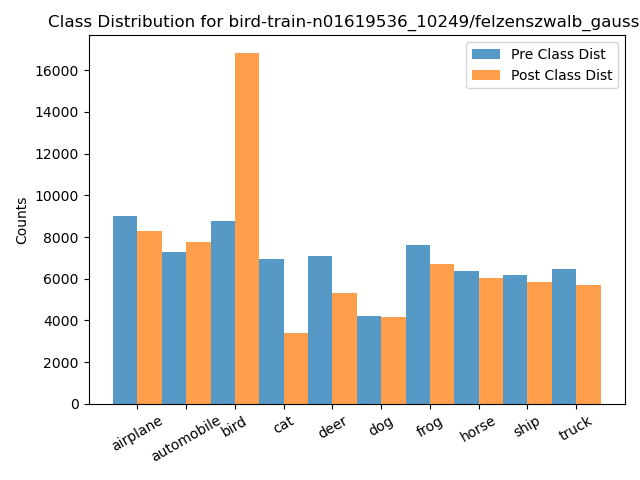 Class Distribution for bird-train-n01619536_10249/felzenszwalb_gauss
Pre Class Dist
Post Class Dist
Counts
16000
14000
12000
10000
8000
6000
4000
2000
0
airplane
automobile
bird
cat
deer
dog
frog
horse
ship
truck